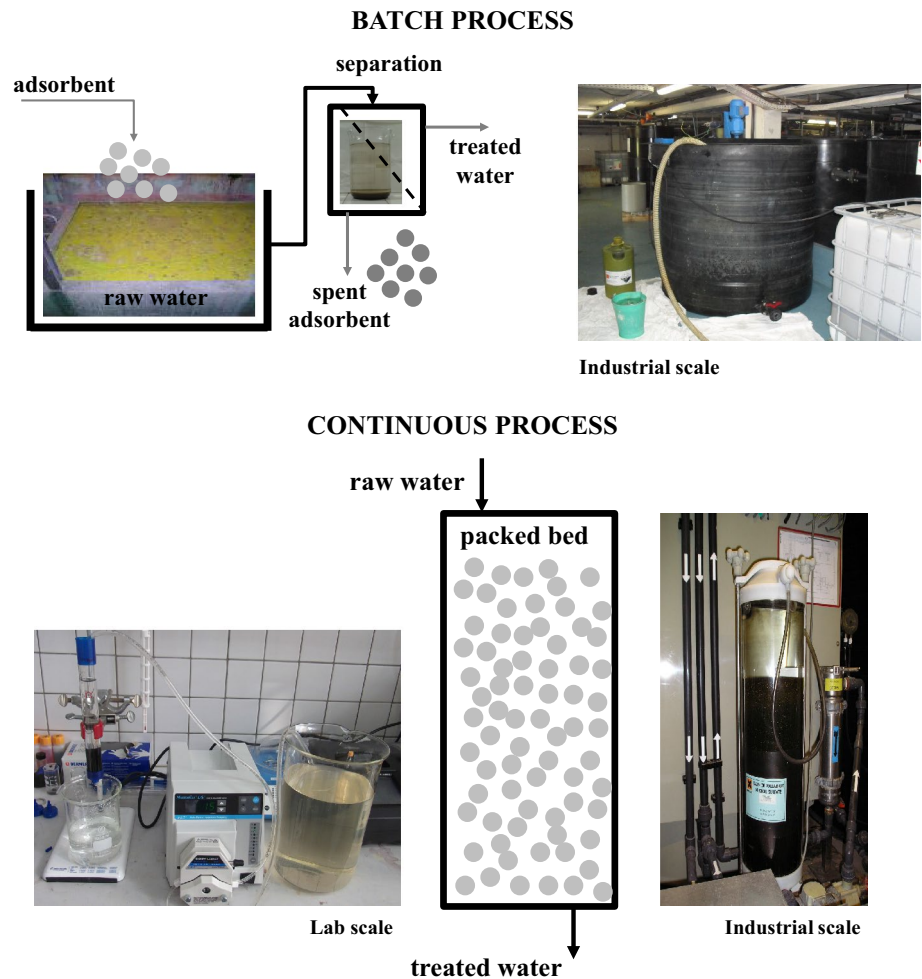 BATCH PROCESS
adsorbent
separation
treated
water
raw water
spent
adsorbent
Industrial scale
CONTINUOUS PROCESS
raw water
packed bed
Lab scale
Industrial scale
treated water